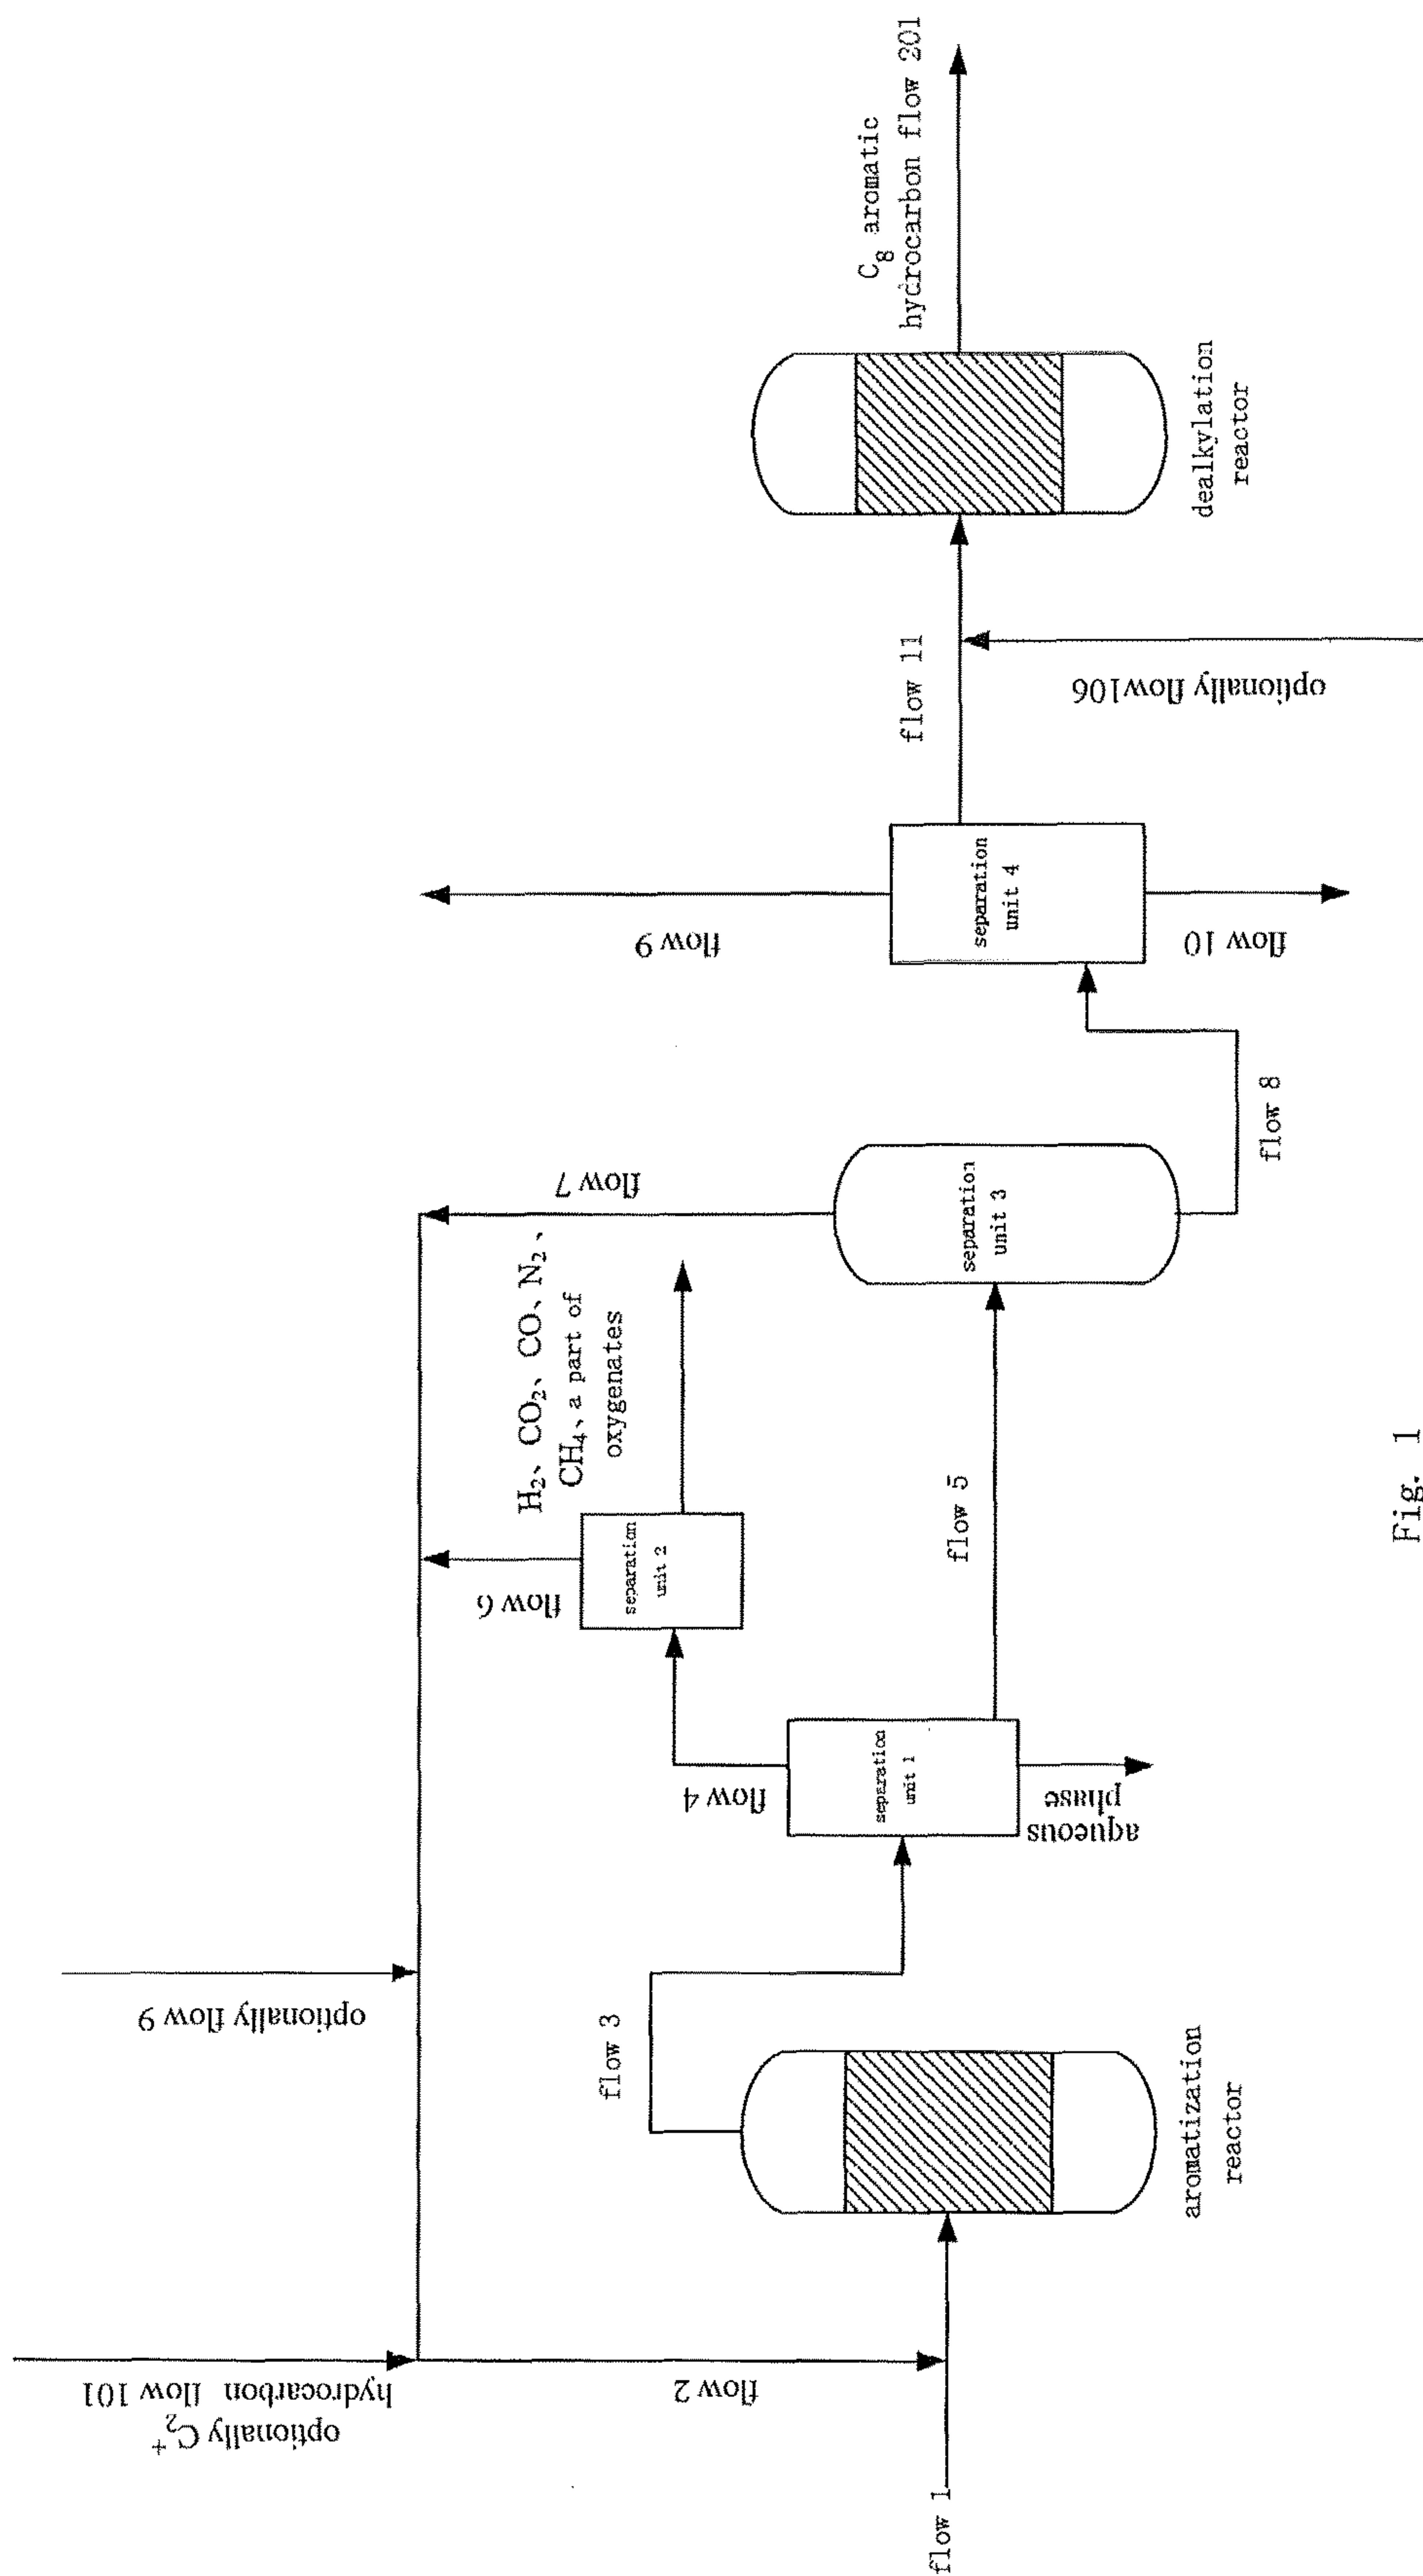 optionally C₂⁺
hydrocarbon flow 101
optionally flow 9
flow 2
flow 1
aromatization
reactor
flow 3
separation
unit 1
aqueous
phase
flow 4
separation
unit 2
flow 6
H₂、CO₂、CO、N₂、
CH₄、a part of
oxygenates
flow 5
separation
unit 3
flow 7
flow 8
separation
unit 4
flow 9
flow 10
flow 11
optionally flow106
dealkylation
reactor
C₈ aromatic
hydrocarbon flow 201
Fig. 1